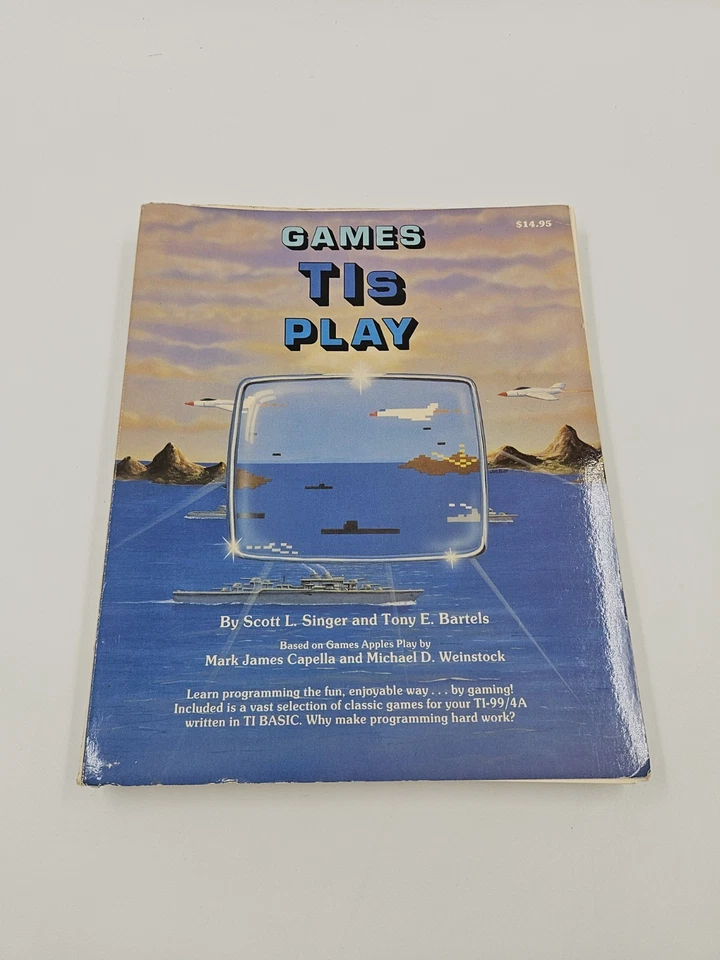 $14.95
GAMES
TIs
PLAY
By Scott L. Singer and Tony E. Bartels
Based on Games Apples Play by
Mark James Capella and Michael D. Weinstock
Learn programming the fun, enjoyable way . . . by gaming!
Included is a vast selection of classic games for your TI-99/4A
written in TI BASIC. Why make programming hard work?